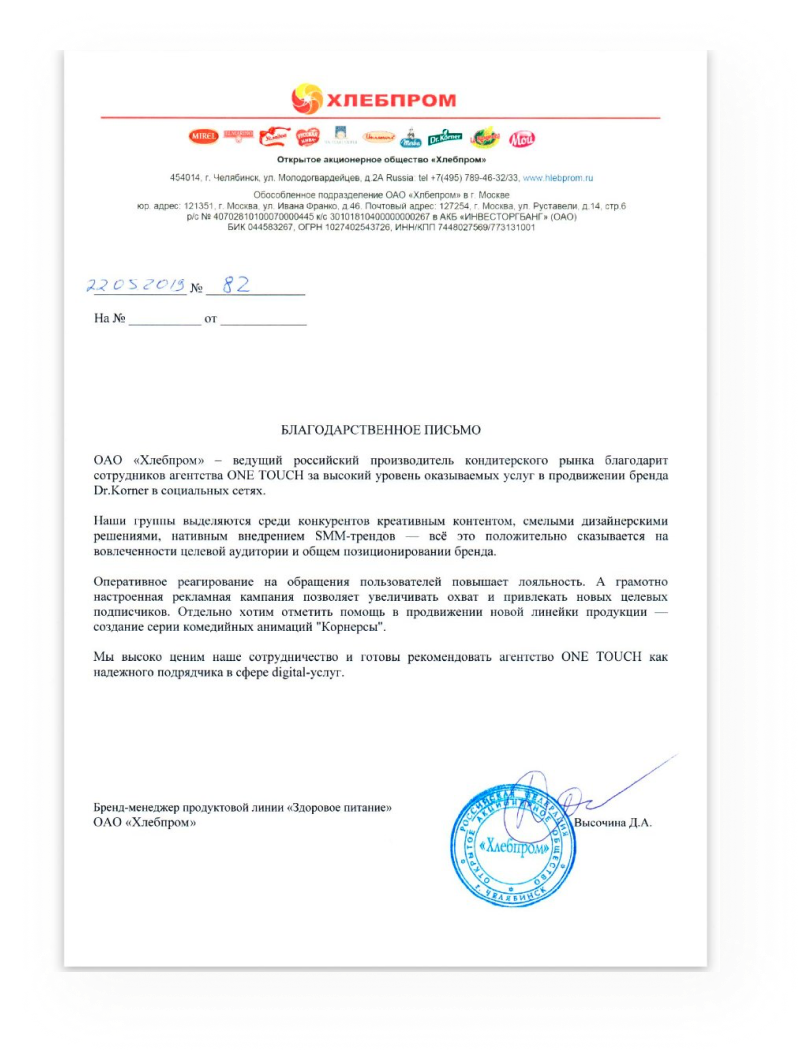 ХЛЕБПРОМ
MIREL
Dr.Körner
Мой
Открытое акционерное общество «Хлебпром»
454014, г. Челябинск, ул. Молодогвардейцев, д.2А Russia: tel +7(495) 789-46-32/33, www.hlebprom.ru
Обособленное подразделение ОАО «Хлбепром» в г. Москве
юр. адрес: 121351, г. Москва, ул. Ивана Франко, д.46. Почтовый адрес: 127254, г. Москва, ул. Руставели, д.14, стр.6
р/с № 40702810100070000445 к/с 30101810400000000267 в АКБ «ИНВЕСТОРГБАНГ» (ОАО)
БИК 044583267, ОГРН 1027402543726, ИНН/КПП 7448027569/773131001
22052019 № 82
На № ____________ от ______________
БЛАГОДАРСТВЕННОЕ ПИСЬМО
ОАО «Хлебпром» – ведущий российский производитель кондитерского рынка благодарит
сотрудников агентства ONE TOUCH за высокий уровень оказываемых услуг в продвижении бренда
Dr.Korner в социальных сетях.
Наши группы выделяются среди конкурентов креативным контентом, смелыми дизайнерскими
решениями, нативным внедрением SMM-трендов — всё это положительно сказывается на
вовлеченности целевой аудитории и общем позиционировании бренда.
Оперативное реагирование на обращения пользователей повышает лояльность. А грамотно
настроенная рекламная кампания позволяет увеличивать охват и привлекать новых целевых
подписчиков. Отдельно хотим отметить помощь в продвижении новой линейки продукции —
создание серии комедийных анимаций "Корнерсы".
Мы высоко ценим наше сотрудничество и готовы рекомендовать агентство ONE TOUCH как
надежного подрядчика в сфере digital-услуг.
Бренд-менеджер продуктовой линии «Здоровое питание»
ОАО «Хлебпром»
Высочина Д.А.
РОССИЙСКАЯ ФЕДЕРАЦИЯ
ОТКРЫТОЕ АКЦИОНЕРНОЕ ОБЩЕСТВО
«Хлебпром»
г. ЧЕЛЯБИНСК